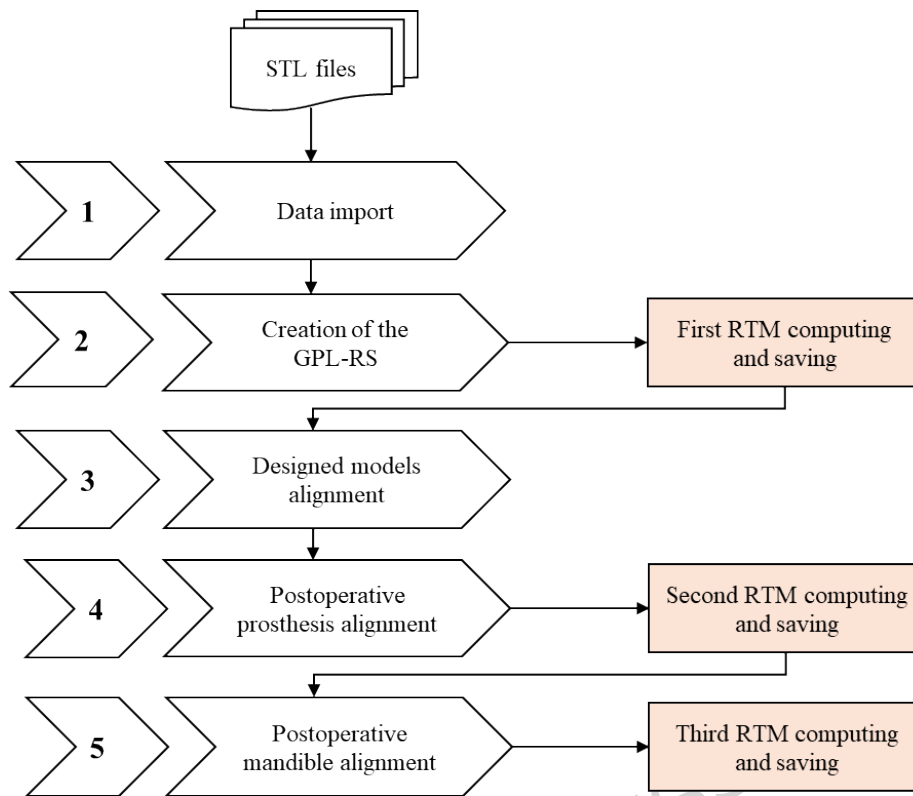 STL files
1
Data import
2
Creation of the
GPL-RS
First RTM computing
and saving
3
Designed models
alignment
4
Postoperative
prosthesis alignment
Second RTM computing
and saving
5
Postoperative
mandible alignment
Third RTM computing
and saving